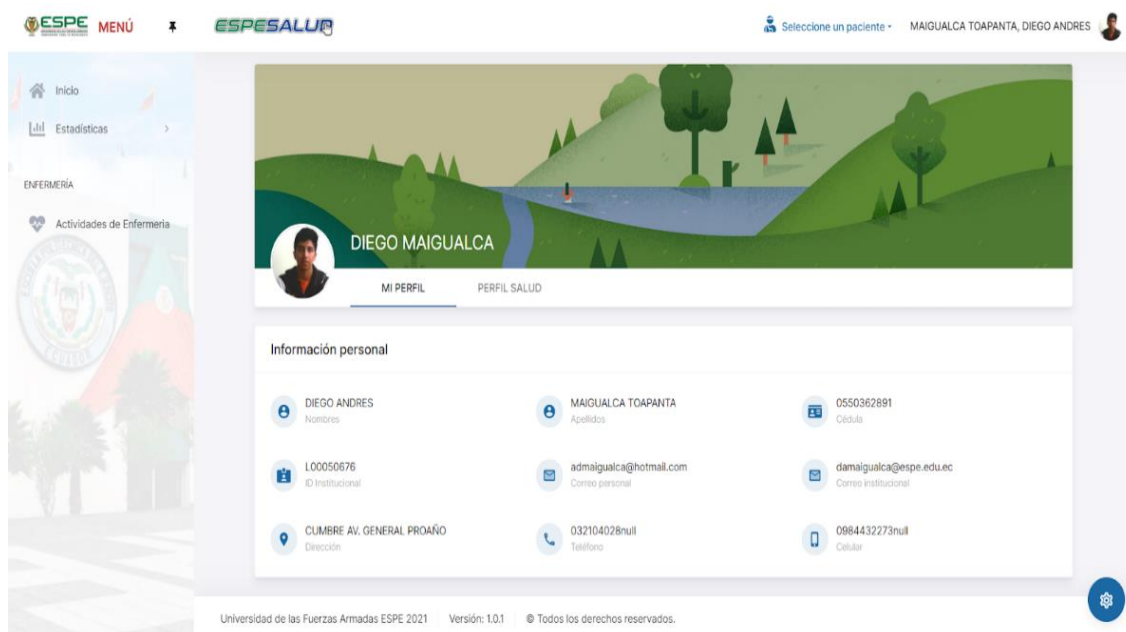 ESPE MENÚ
ESPESALUD
Seleccione un paciente
MAIGUALCA TOAPANTA, DIEGO ANDRES
Inicio
Estadísticas
ENFERMERÍA
Actividades de Enfermeria
DIEGO MAIGUALCA
MI PERFIL
PERFIL SALUD
Información personal
DIEGO ANDRES
Nombres
MAIGUALCA TOAPANTA
Apellidos
0550362891
Cédula
L00050676
ID Institucional
admaigualca@hotmail.com
Correo personal
damaigualca@espe.edu.ec
Correo institucional
CUMBRE AV. GENERAL PROAÑO
Dirección
032104028null
Teléfono
0984432273null
Celular
Universidad de las Fuerzas Armadas ESPE 2021
Versión: 1.0.1
© Todos los derechos reservados.